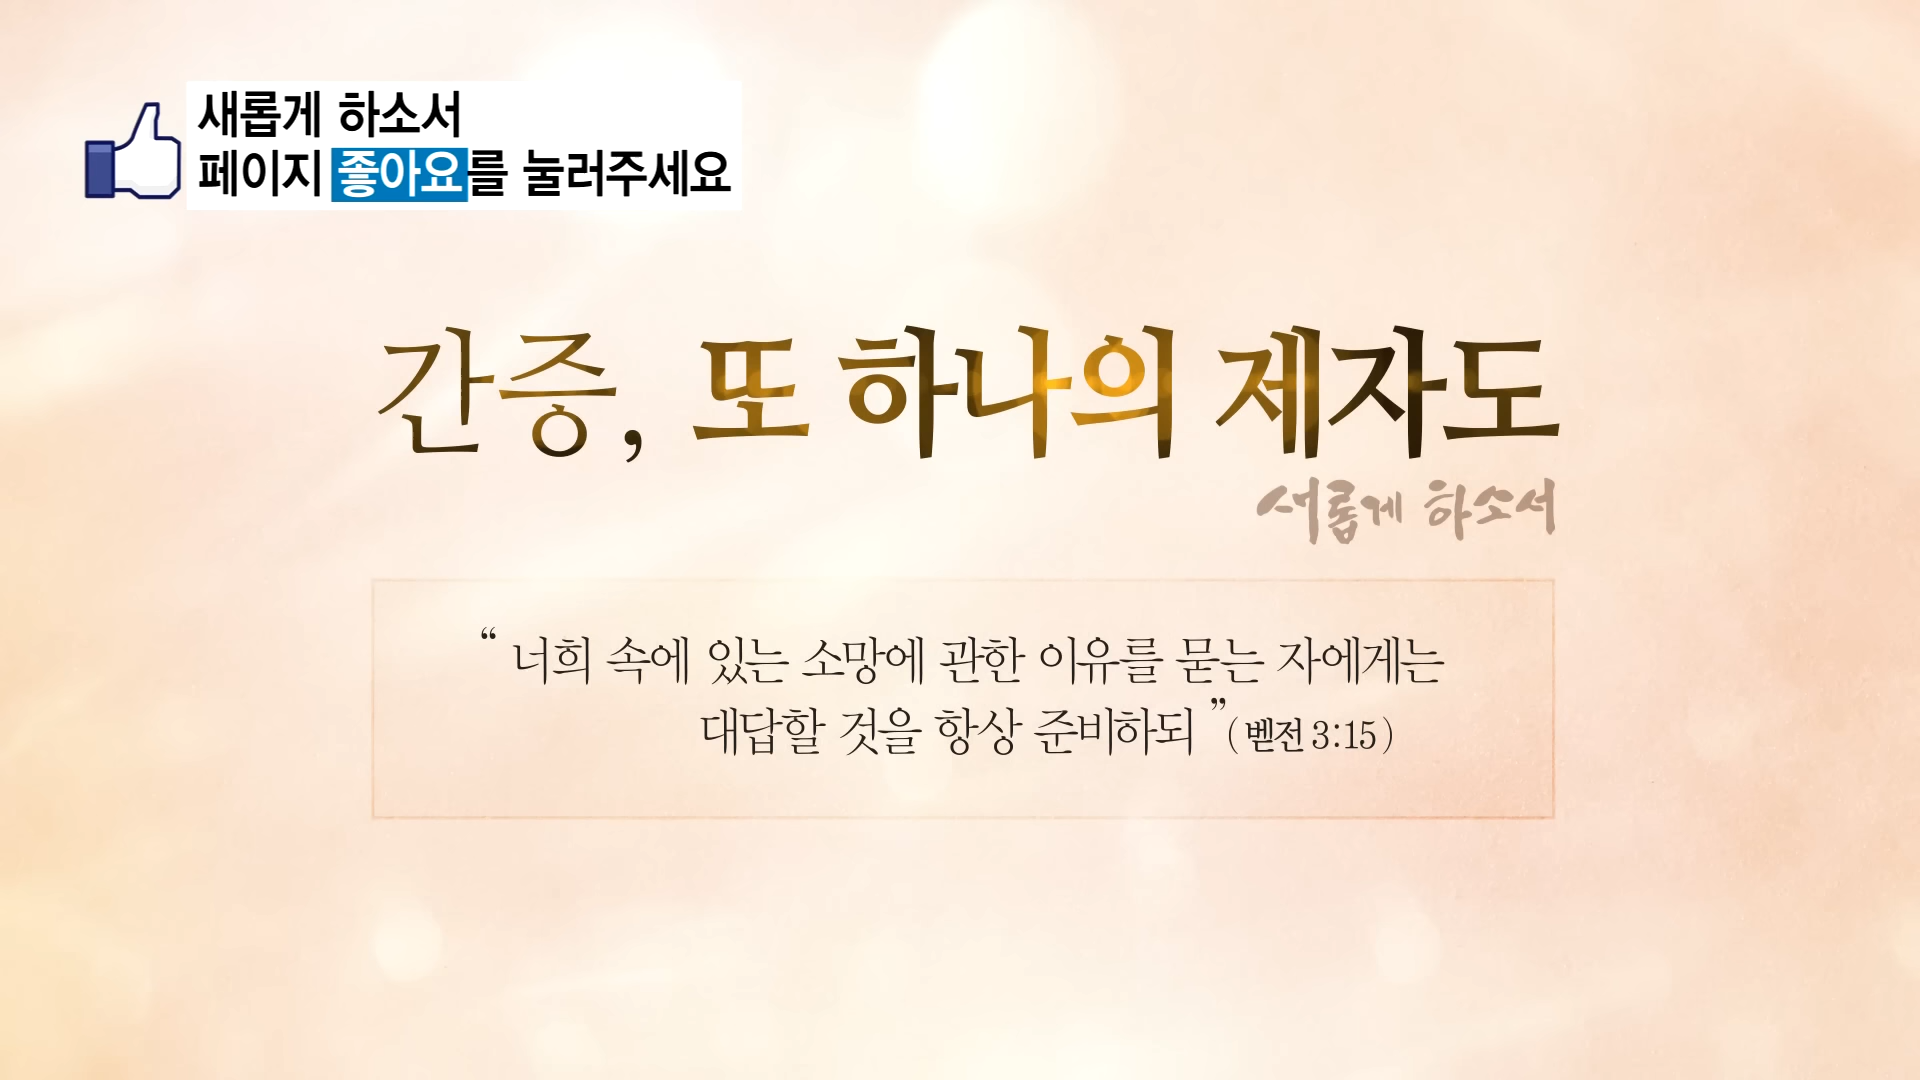 새롭게 하소서
페이지 좋아요를 눌러주세요
간증, 또 하나의 제자도
새롭게 하소서
“ 너희 속에 있는 소망에 관한 이유를 묻는 자에게는
대답할 것을 항상 준비하되 ” ( 벧전 3:15 )